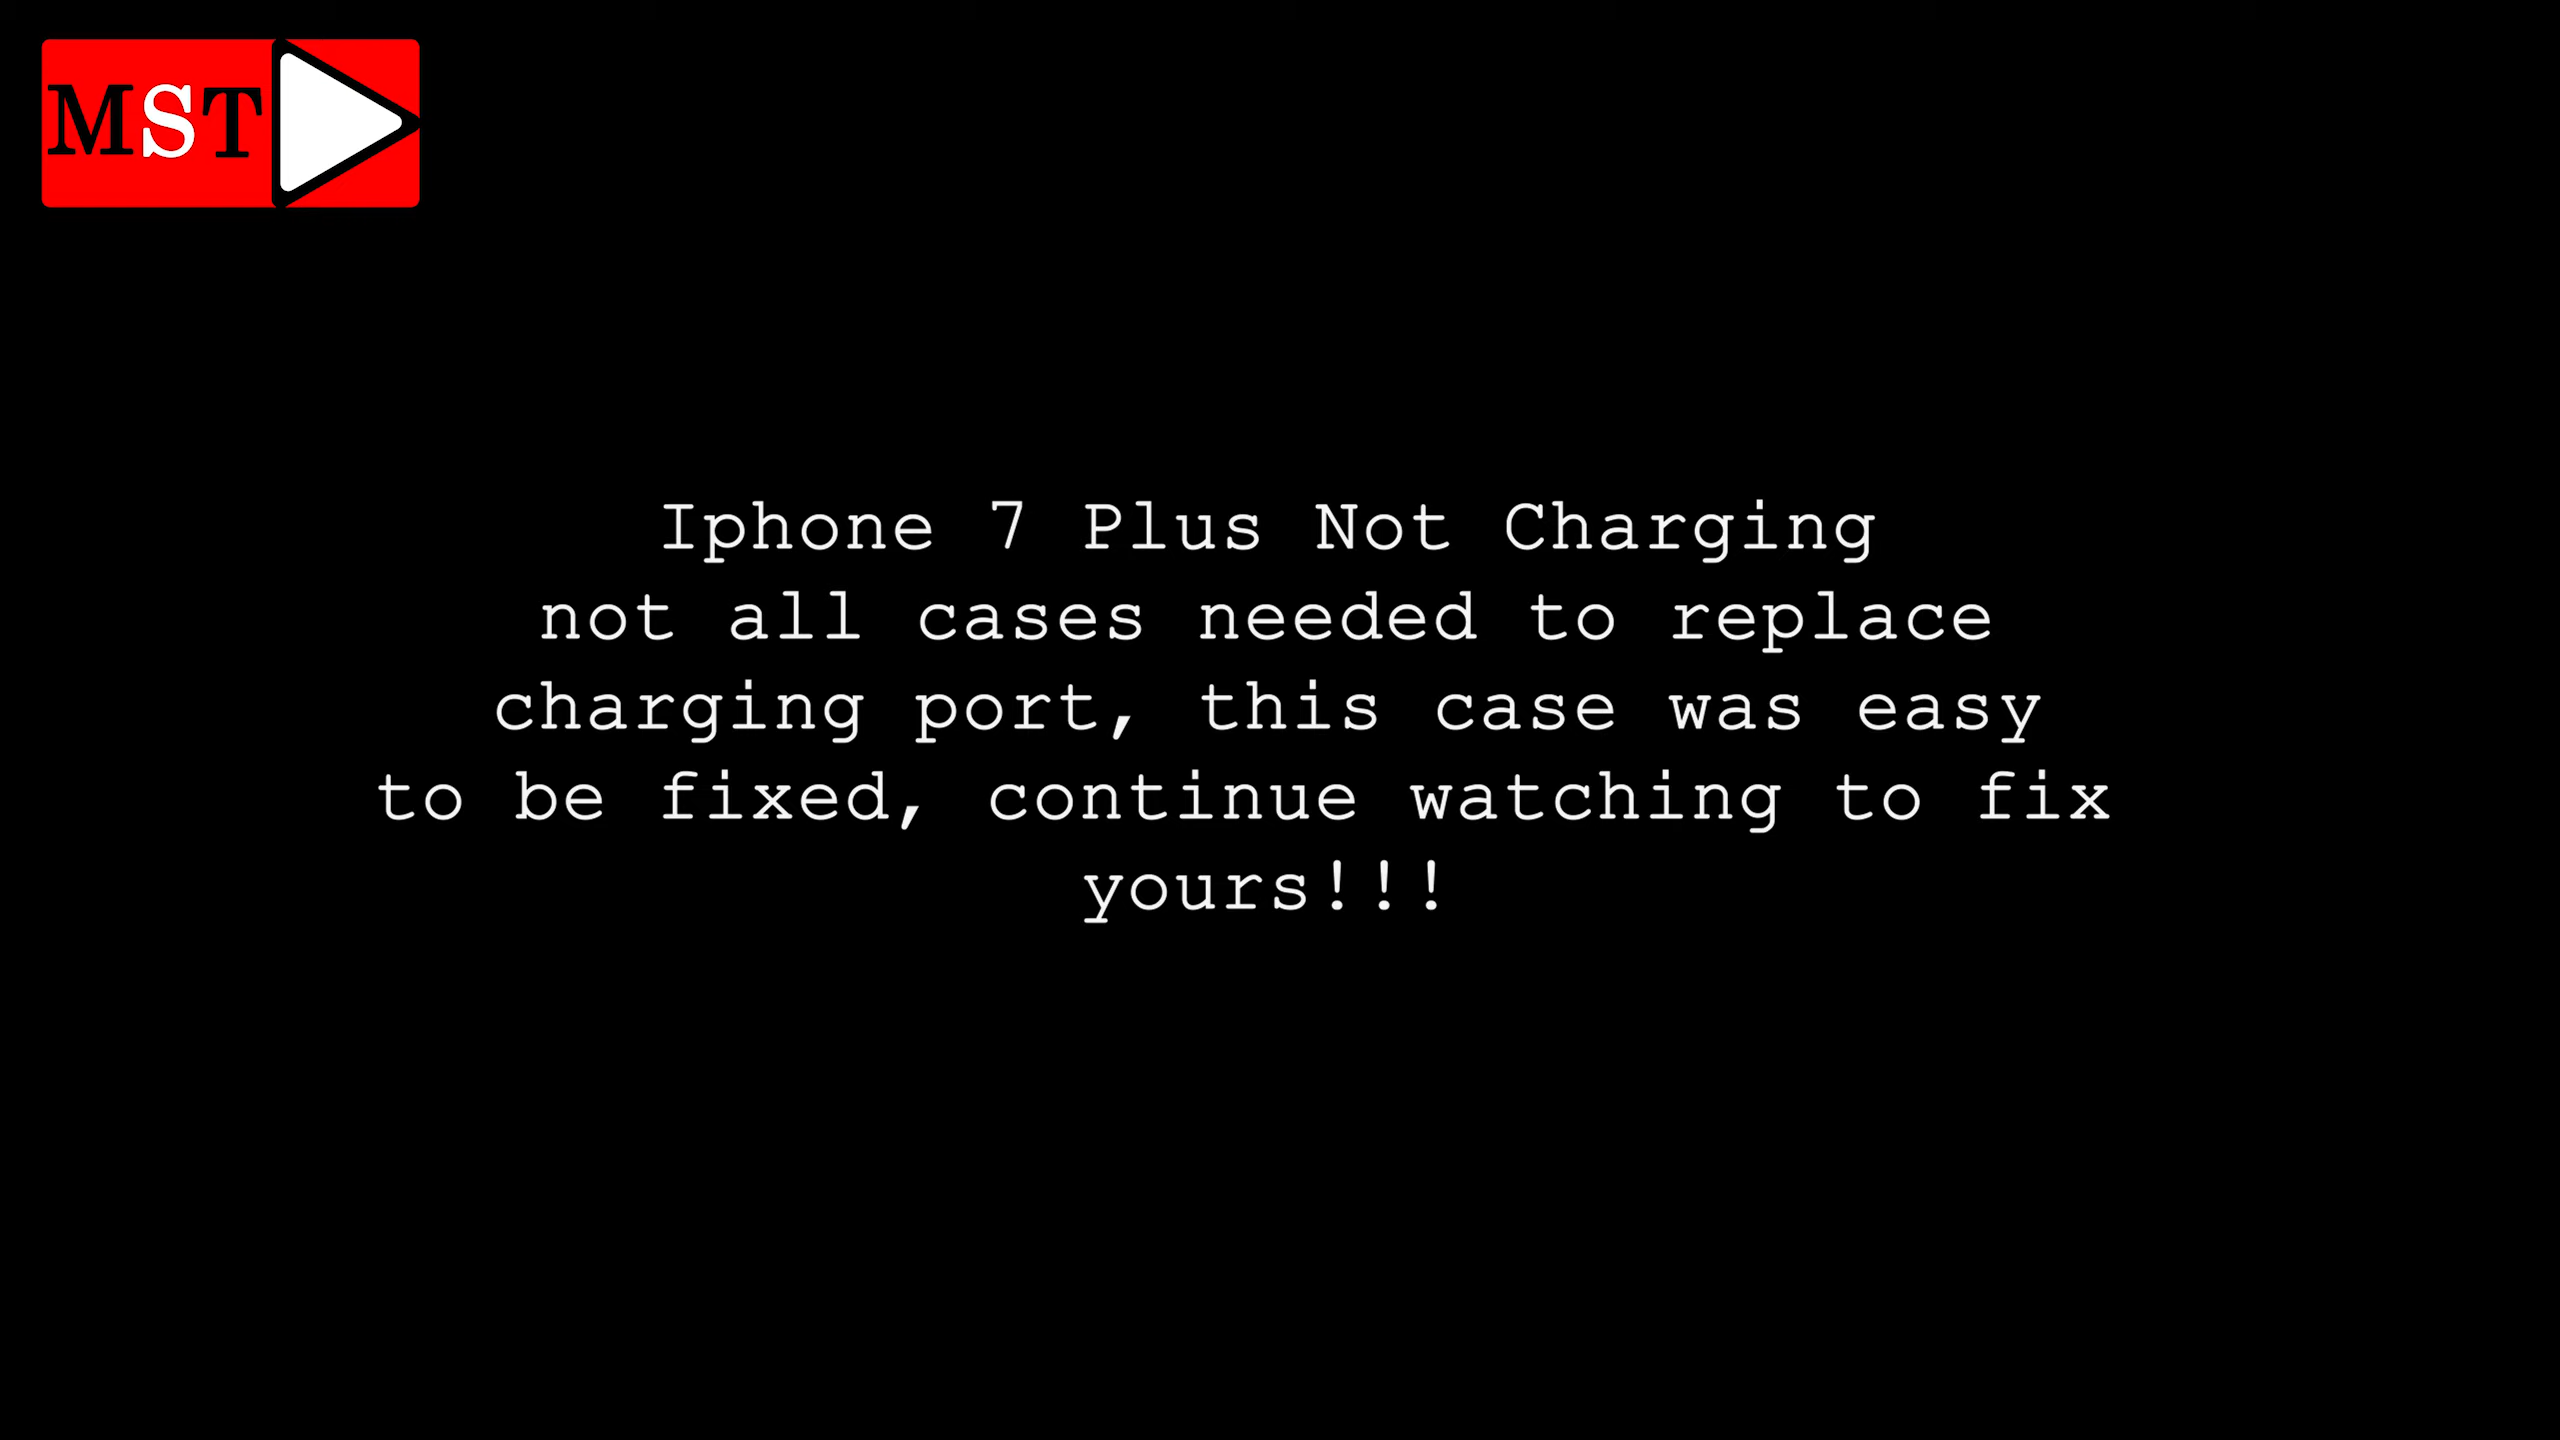 MST
Iphone 7 Plus Not Charging
not all cases needed to replace
charging port, this case was easy
to be fixed, continue watching to fix
yours!!!